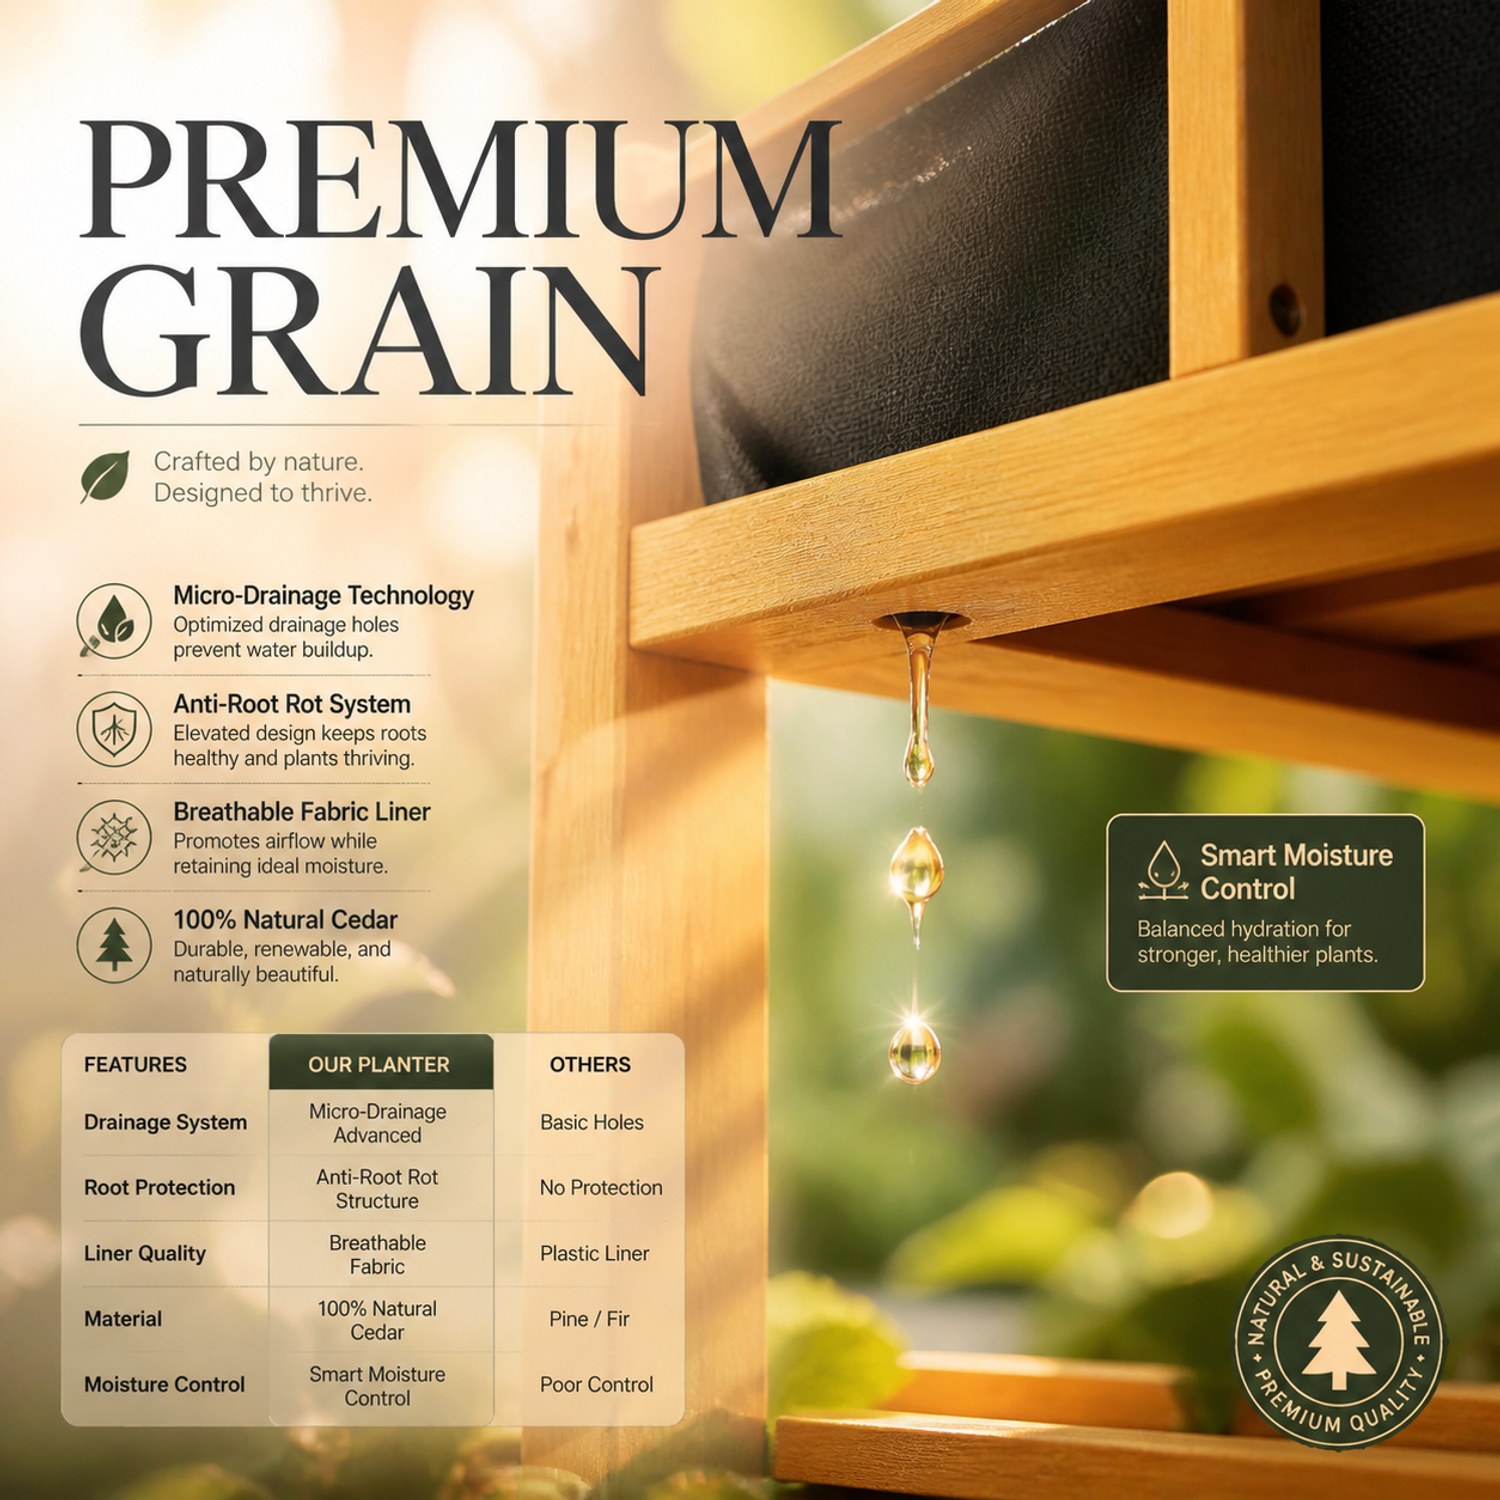 PREMIUM
GRAIN
Crafted by nature.
Designed to thrive.
Micro-Drainage Technology
Optimized drainage holes
prevent water buildup.
Anti-Root Rot System
Elevated design keeps roots
healthy and plants thriving.
Breathable Fabric Liner
Promotes airflow while
retaining ideal moisture.
100% Natural Cedar
Durable, renewable, and
naturally beautiful.
Smart Moisture
Control
Balanced hydration for
stronger, healthier plants.
FEATURES OUR PLANTER OTHERS
Drainage System Micro-Drainage Advanced Basic Holes
Root Protection Anti-Root Rot Structure No Protection
Liner Quality Breathable Fabric Plastic Liner
Material 100% Natural Cedar Pine / Fir
Moisture Control Smart Moisture Control Poor Control
NATURAL & SUSTAINABLE
PREMIUM QUALITY